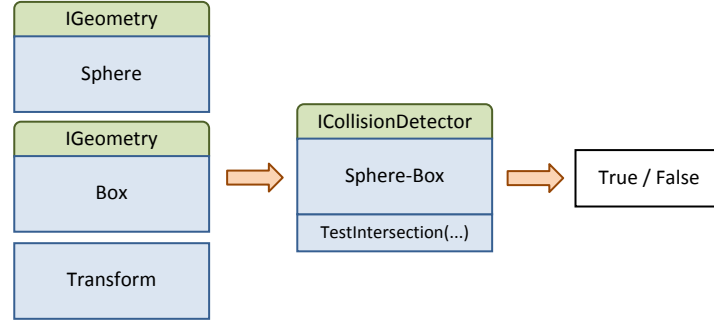 IGeometry
Sphere
IGeometry
Box
Transform
ICollisionDetector
Sphere-Box
TestIntersection(...)
True / False